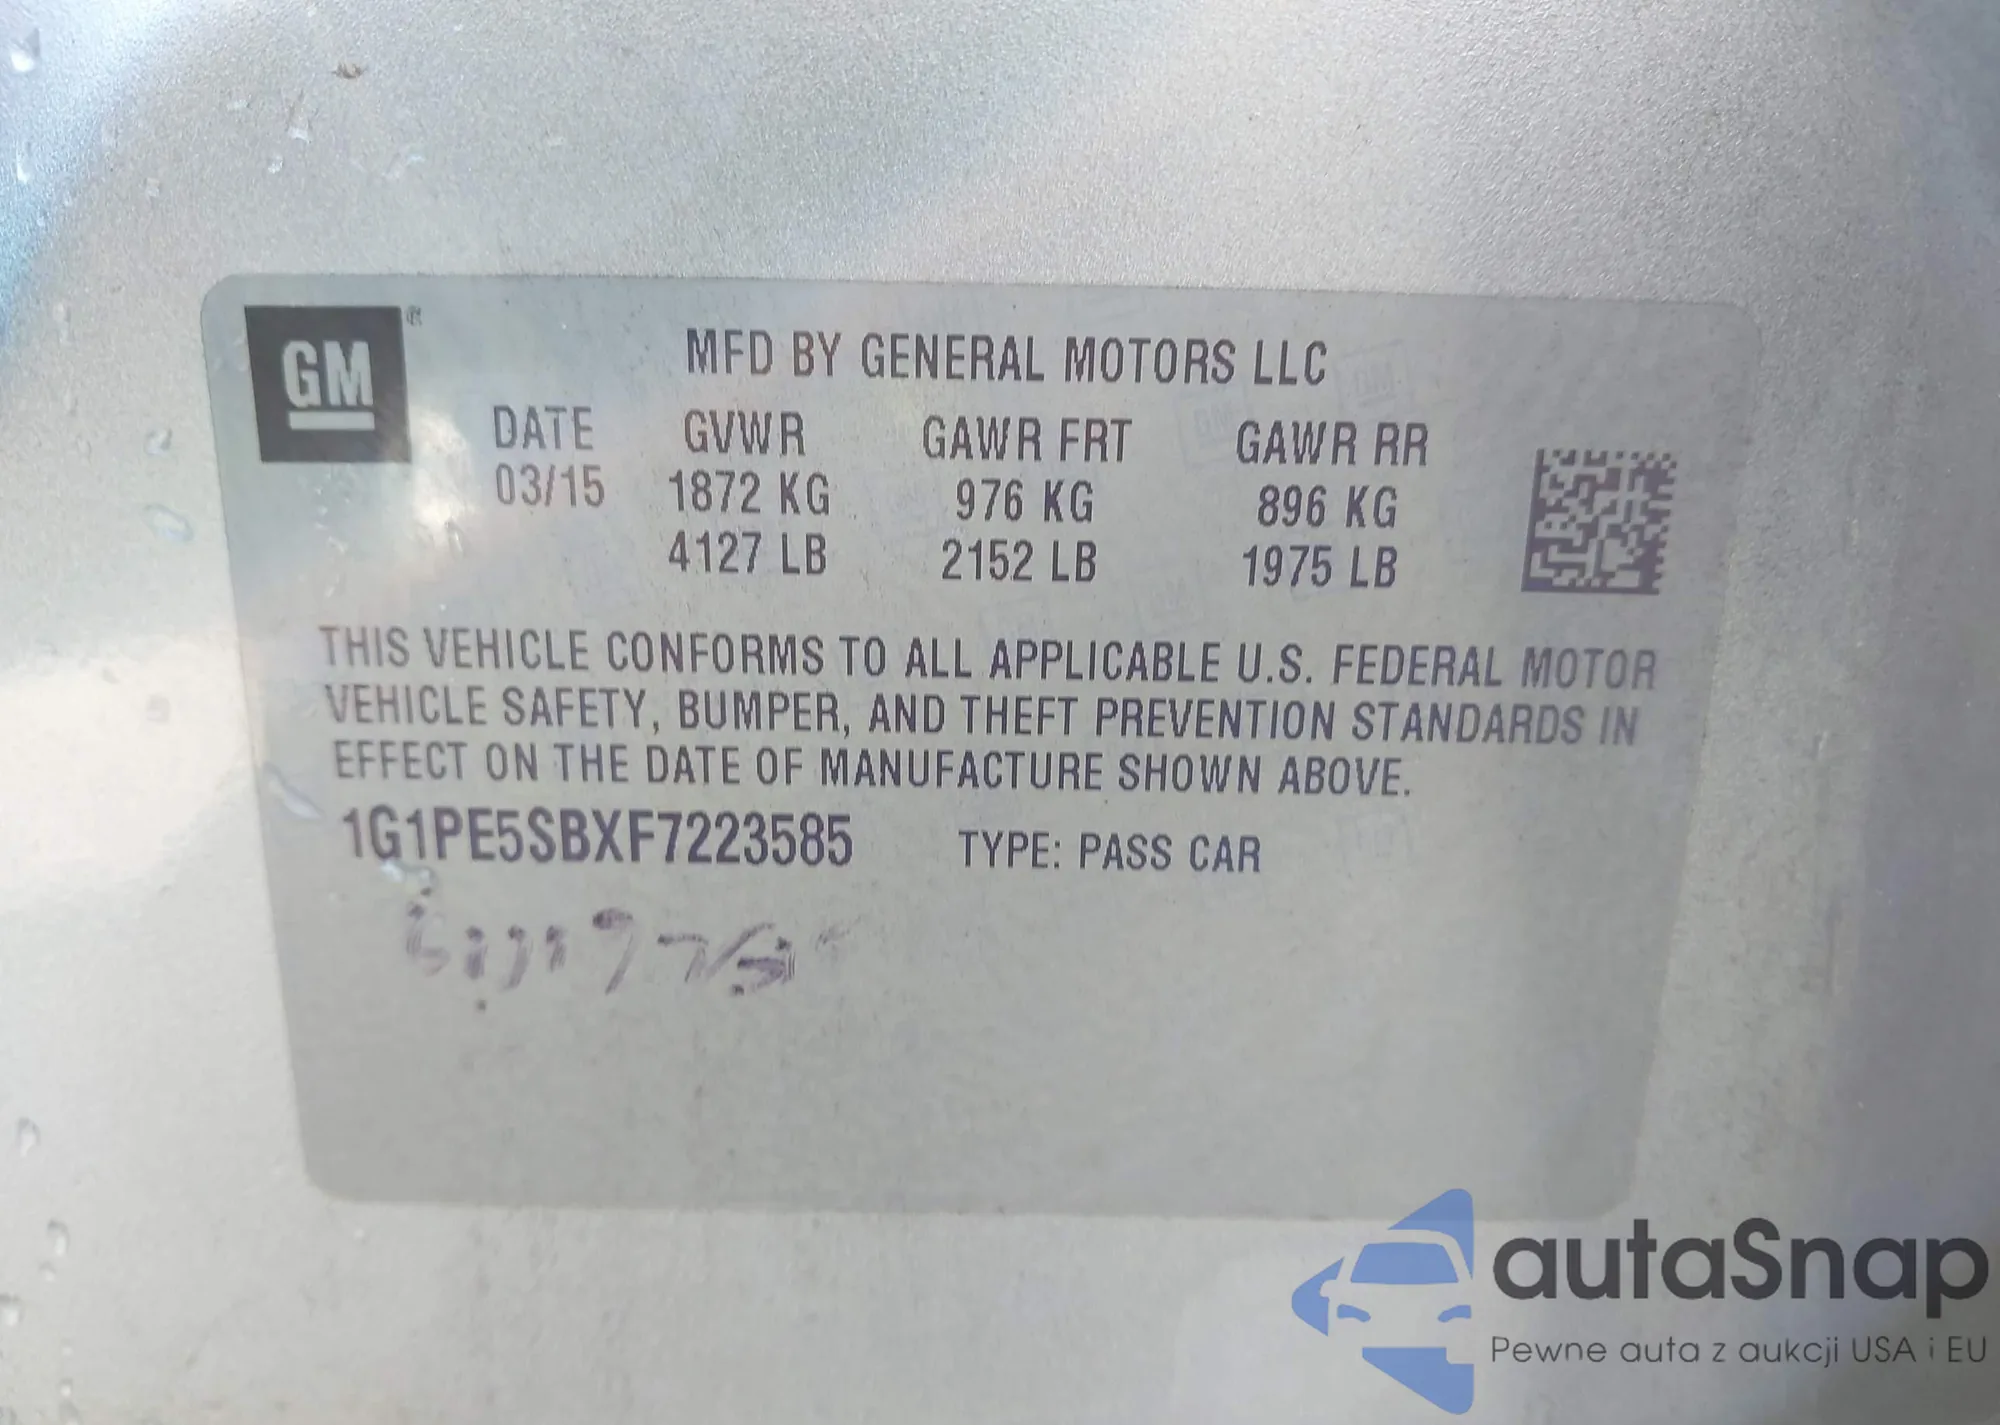 GM
MFD BY GENERAL MOTORS LLC
DATE GVWR GAWR FRT GAWR RR
03/15 1872 KG 976 KG 896 KG
4127 LB 2152 LB 1975 LB
THIS VEHICLE CONFORMS TO ALL APPLICABLE U.S. FEDERAL MOTOR
VEHICLE SAFETY, BUMPER, AND THEFT PREVENTION STANDARDS IN
EFFECT ON THE DATE OF MANUFACTURE SHOWN ABOVE.
1G1PE5SBXF7223585 TYPE: PASS CAR
autaSnap
Pewne auta z aukcji USA i EU